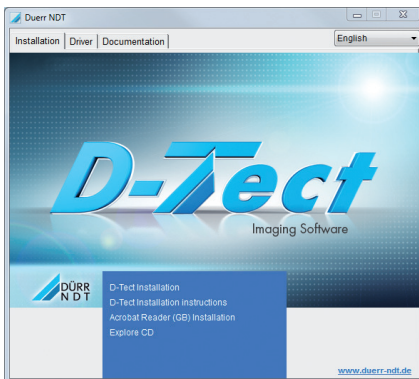 Duerr NDT
Installation Driver Documentation English
D-Tect
Imaging Software
DÜRR
NDT
D-Tect Installation
D-Tect Installation instructions
Acrobat Reader (GB) Installation
Explore CD
www.duerr-ndt.de